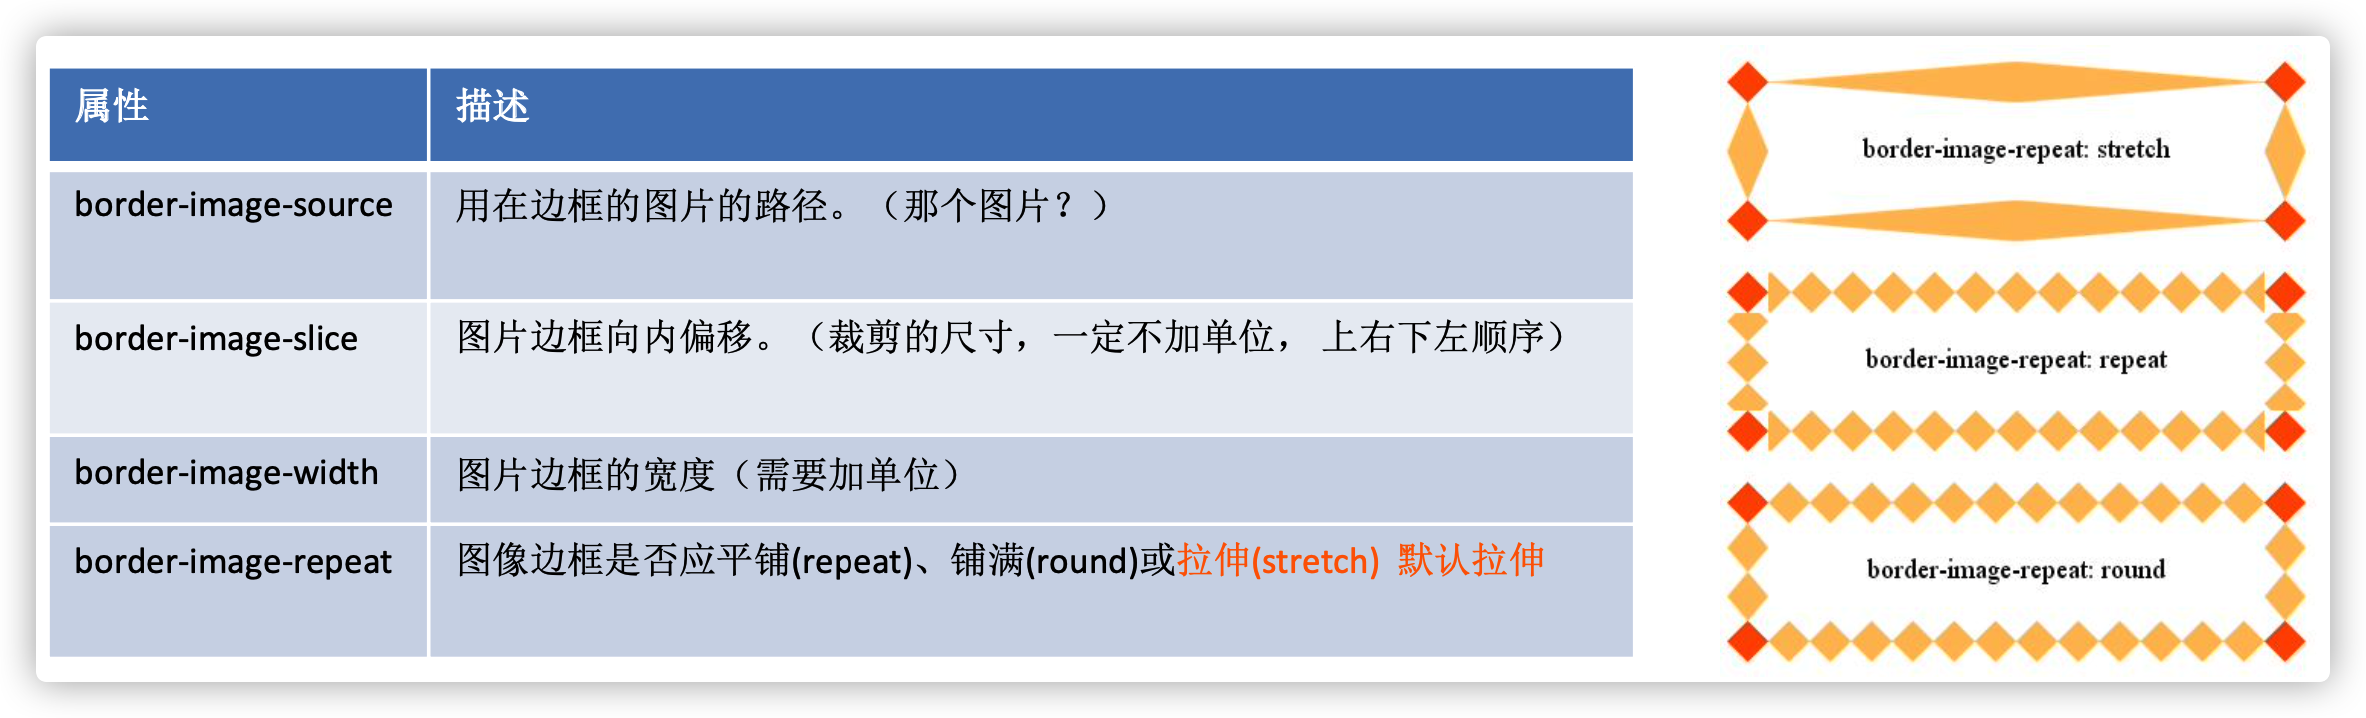 属性 描述
border-image-source 用在边框的图片的路径。（那个图片？）
border-image-slice 图片边框向内偏移。（裁剪的尺寸，一定不加单位， 上右下左顺序）
border-image-width 图片边框的宽度（需要加单位）
border-image-repeat 图像边框是否应平铺(repeat)、铺满(round)或拉伸(stretch) 默认拉伸
border-image-repeat: stretch
border-image-repeat: repeat
border-image-repeat: round